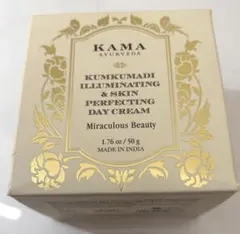 KAMA
AYURVEDA
KUMKUMADI
ILLUMINATING
& SKIN
PERFECTING
DAY CREAM
Miraculous Beauty
1.76 oz / 50 g
MADE IN INDIA